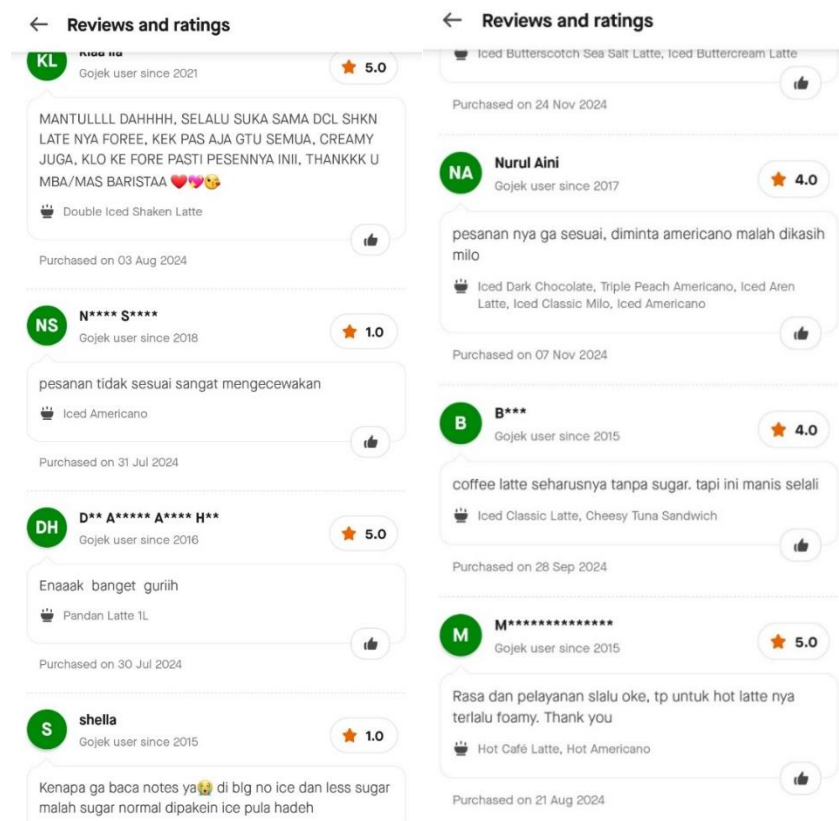 Reviews and ratings
KL
Gojek user since 2021
5.0
MANTULLLL DAHHHH, SELALU SUKA SAMA DCL SHKN
LATE NYA FOREE, KEK PAS AJA GTU SEMUA, CREAMY
JUGA, KLO KE FORE PASTI PESENNYA INII, THANKKK U
MBA/MAS BARISTAA ❤️💖😘
Double Iced Shaken Latte
Purchased on 03 Aug 2024
NS
N**** S****
Gojek user since 2018
1.0
pesanan tidak sesuai sangat mengecewakan
Iced Americano
Purchased on 31 Jul 2024
DH
D** A***** A**** H**
Gojek user since 2016
5.0
Enaaak banget guriih
Pandan Latte 1L
Purchased on 30 Jul 2024
S
shella
Gojek user since 2015
1.0
Kenapa ga baca notes ya😭 di blg no ice dan less sugar
malah sugar normal dipakein ice pula hadeh
Reviews and ratings
Iced Butterscotch Sea Salt Latte, Iced Buttercream Latte
Purchased on 24 Nov 2024
NA
Nurul Aini
Gojek user since 2017
4.0
pesanan nya ga sesuai, diminta americano malah dikasih
milo
Iced Dark Chocolate, Triple Peach Americano, Iced Aren
Latte, Iced Classic Milo, Iced Americano
Purchased on 07 Nov 2024
B
B***
Gojek user since 2015
4.0
coffee latte seharusnya tanpa sugar. tapi ini manis selali
Iced Classic Latte, Cheesy Tuna Sandwich
Purchased on 28 Sep 2024
M
M**************
Gojek user since 2015
5.0
Rasa dan pelayanan slalu oke, tp untuk hot latte nya
terlalu foamy. Thank you
Hot Café Latte, Hot Americano
Purchased on 21 Aug 2024